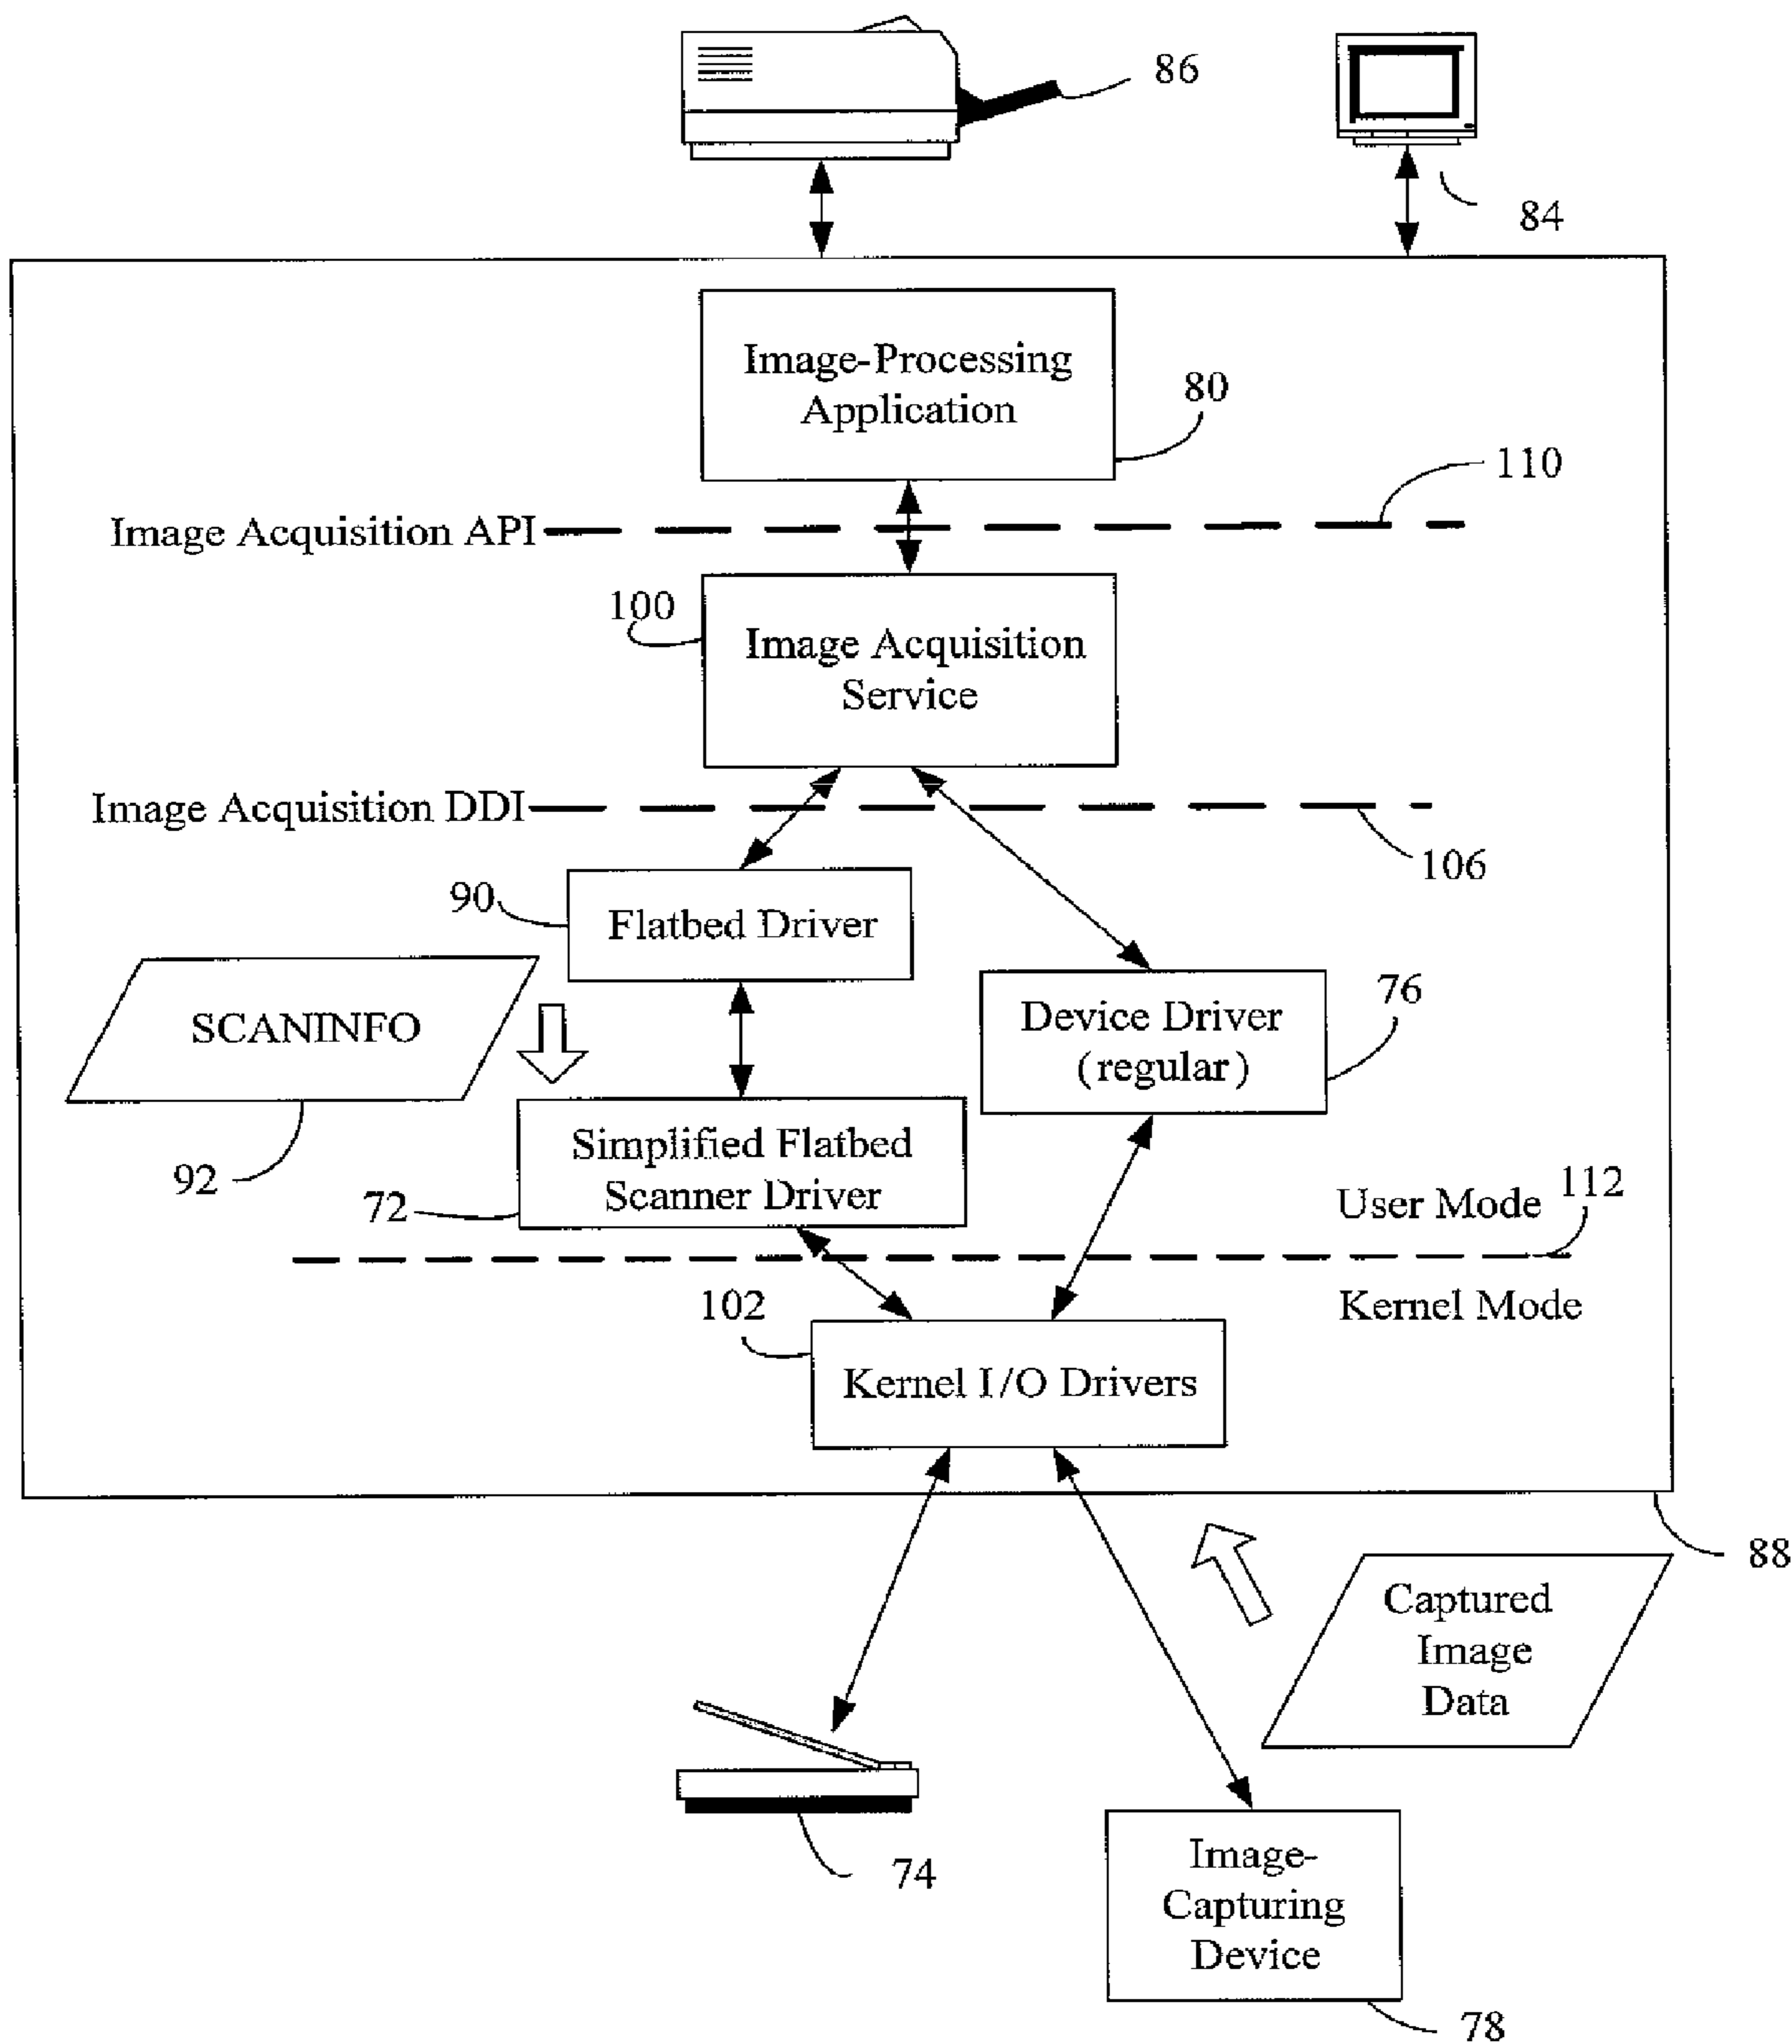 86
84
Image-Processing
Application
80
110
Image Acquisition API
100
Image Acquisition
Service
Image Acquisition DDI
106
90
Flatbed Driver
SCANINFO
76
Device Driver
(regular)
92
Simplified Flatbed
Scanner Driver
72
User Mode
112
102
Kernel Mode
Kernel I/O Drivers
88
Captured
Image
Data
74
Image-
Capturing
Device
78